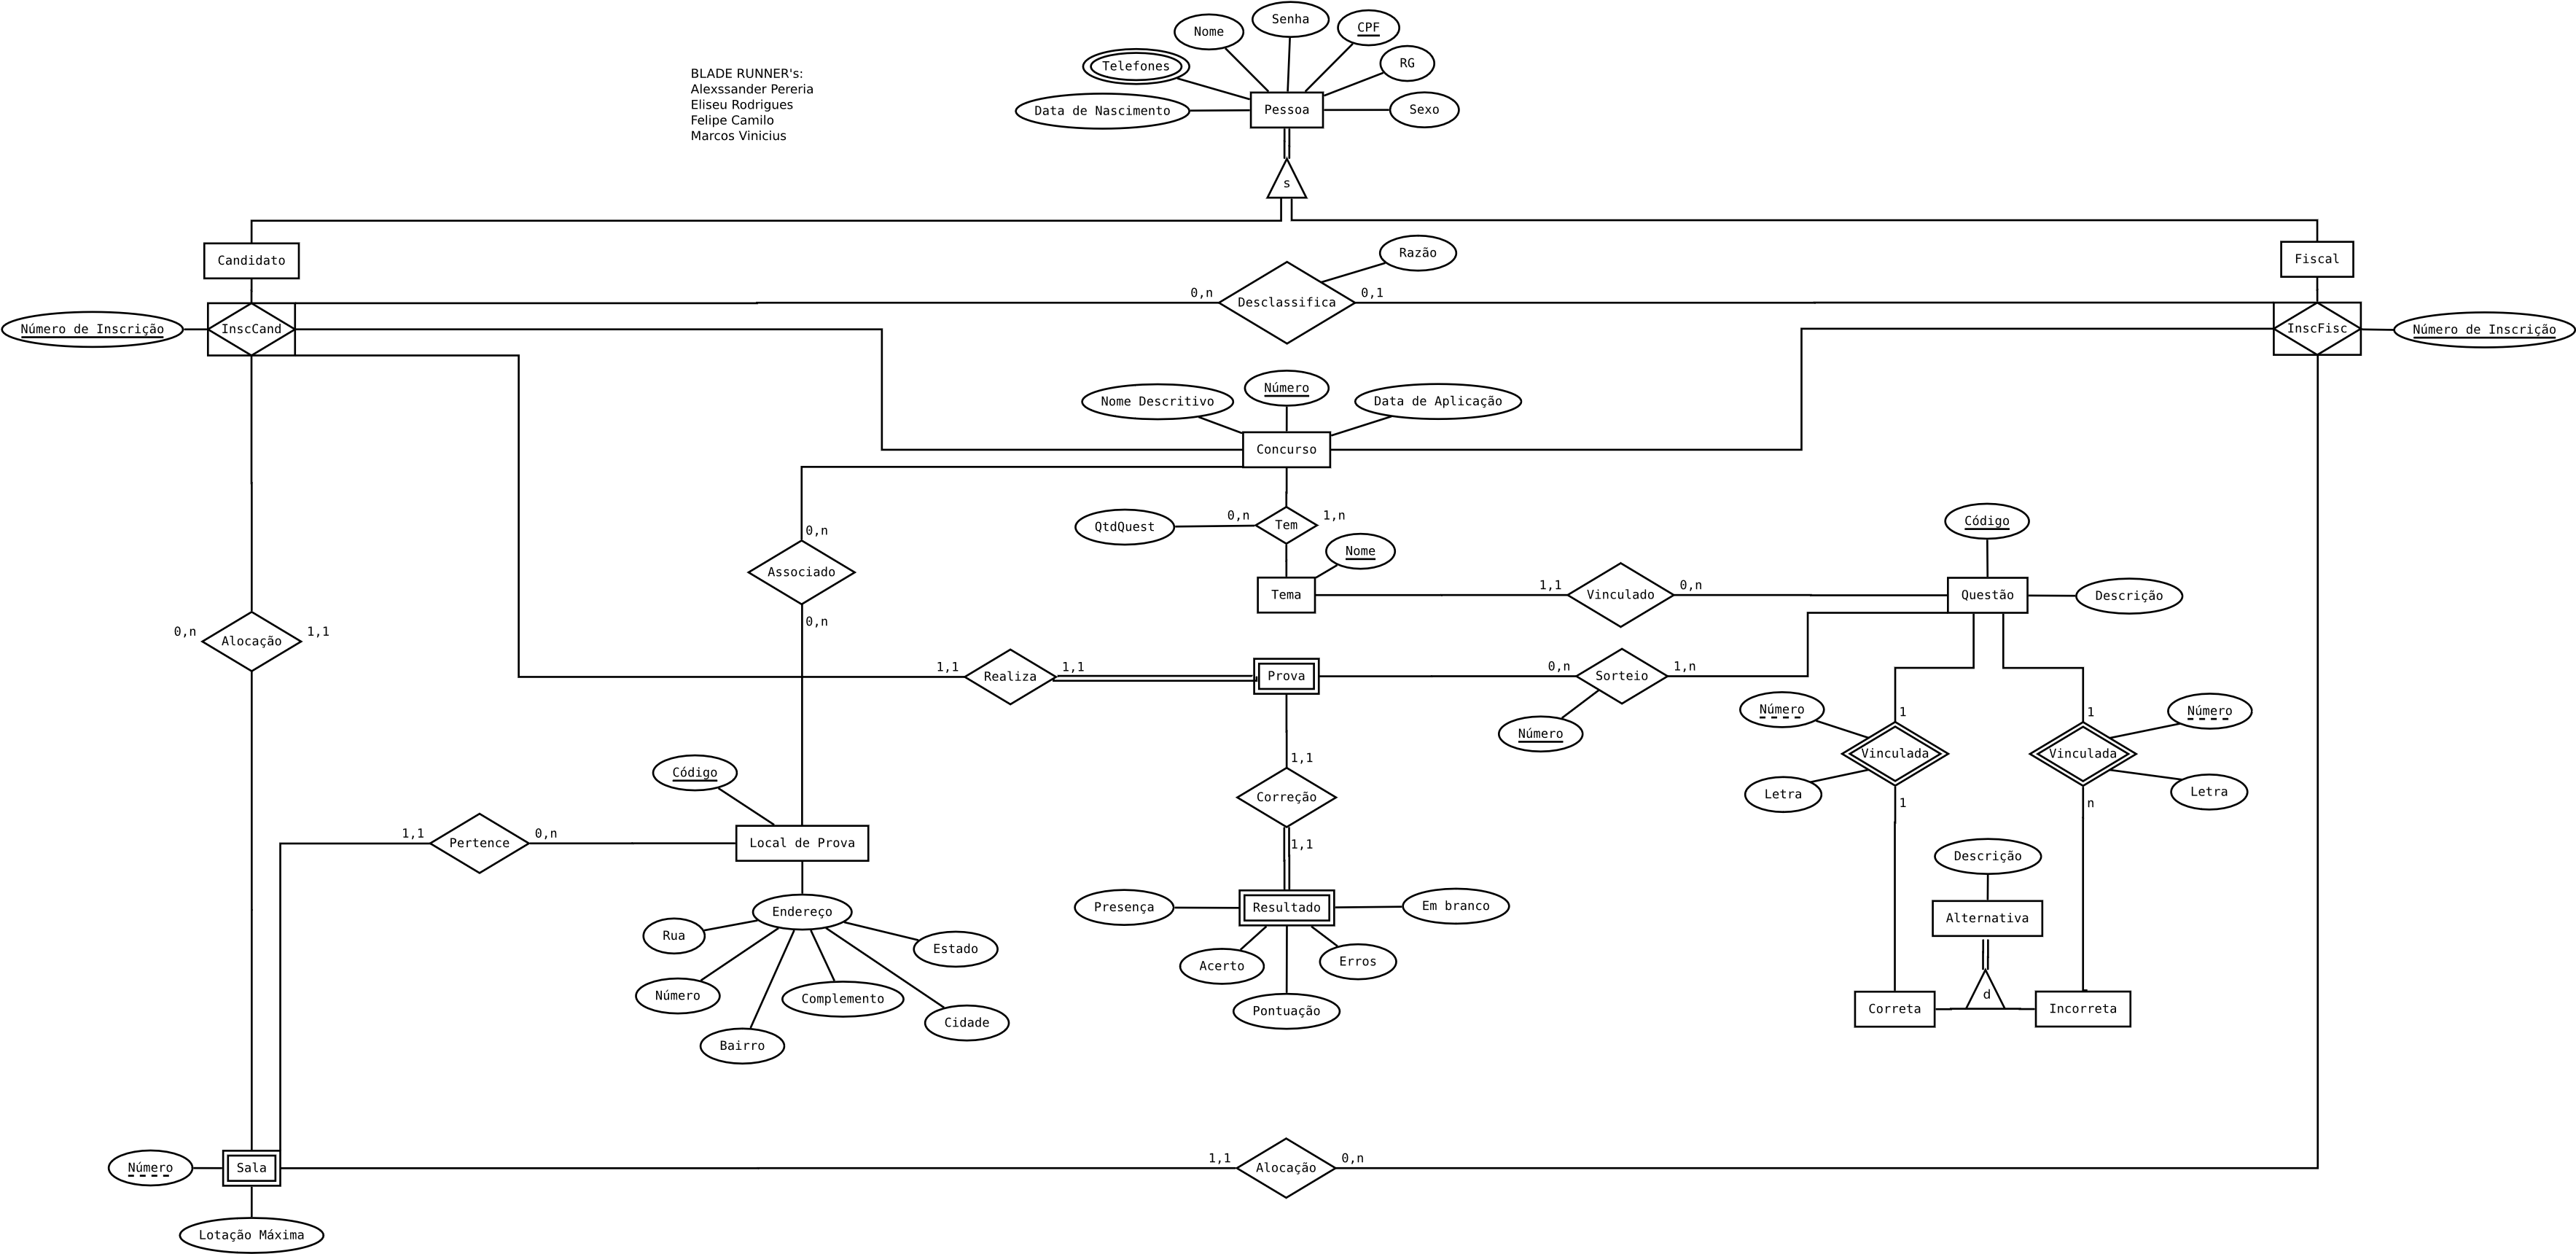 Senha
CPF
Nome
RG
Telefones
BLADE RUNNER's:
Alexssander Pereria
Eliseu Rodrigues
Felipe Camilo
Marcos Vinicius
Data de Nascimento
Pessoa
Sexo
s
Candidato
Razão
Fiscal
0,n
Desclassifica
0,1
Número de Inscrição
InscCand
InscFisc
Número de Inscrição
Número
Nome Descritivo
Data de Aplicação
Concurso
0,n
QtdQuest
0,n
Tem
1,n
Código
Nome
Associado
Tema
1,1
Vinculado
0,n
Questão
Descrição
0,n
0,n
Alocação
1,1
1,1
Realiza
1,1
Prova
0,n
Sorteio
1,n
Número
Número
1
1
Número
Vinculada
Vinculada
Letra
Letra
1
n
Código
1,1
Correção
1,1
1,1
Pertence
0,n
Local de Prova
Descrição
Endereço
Presença
Resultado
Em branco
Alternativa
Rua
Estado
Acerto
Erros
Número
Complemento
Cidade
Bairro
Pontuação
d
Correta
Incorreta
Número
Sala
1,1
Alocação
0,n
Lotação Máxima